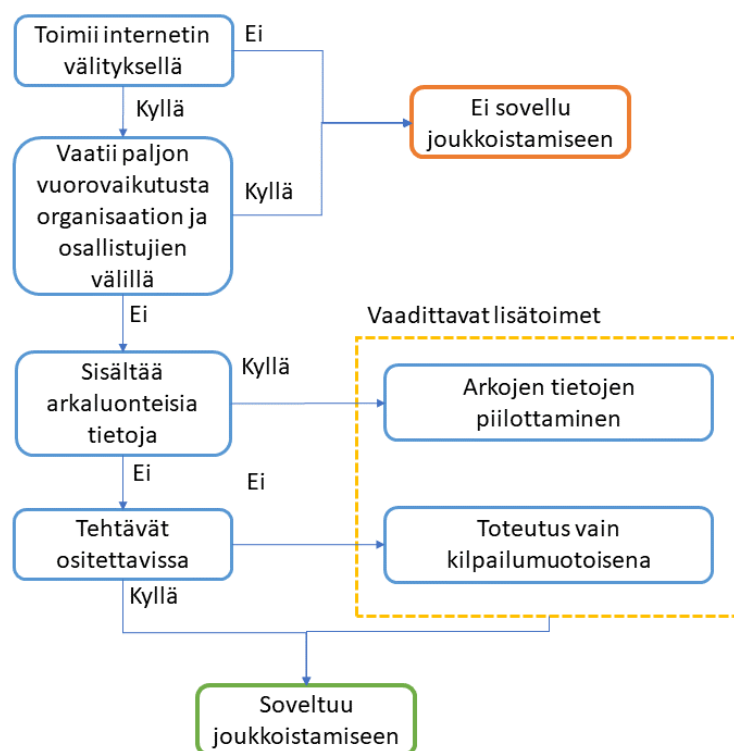 Toimii internetin
välityksellä
Ei
Kyllä
Ei sovellu
joukkoistamiseen
Vaatii paljon
vuorovaikutusta
organisaation ja
osallistujien
välillä
Kyllä
Ei
Vaadittavat lisätoimet
Sisältää
arkaluonteisia
tietoja
Kyllä
Arkojen tietojen
piilottaminen
Ei
Ei
Tehtävät
ositettavissa
Toteutus vain
kilpailumuotoisena
Kyllä
Soveltuu
joukkoistamiseen